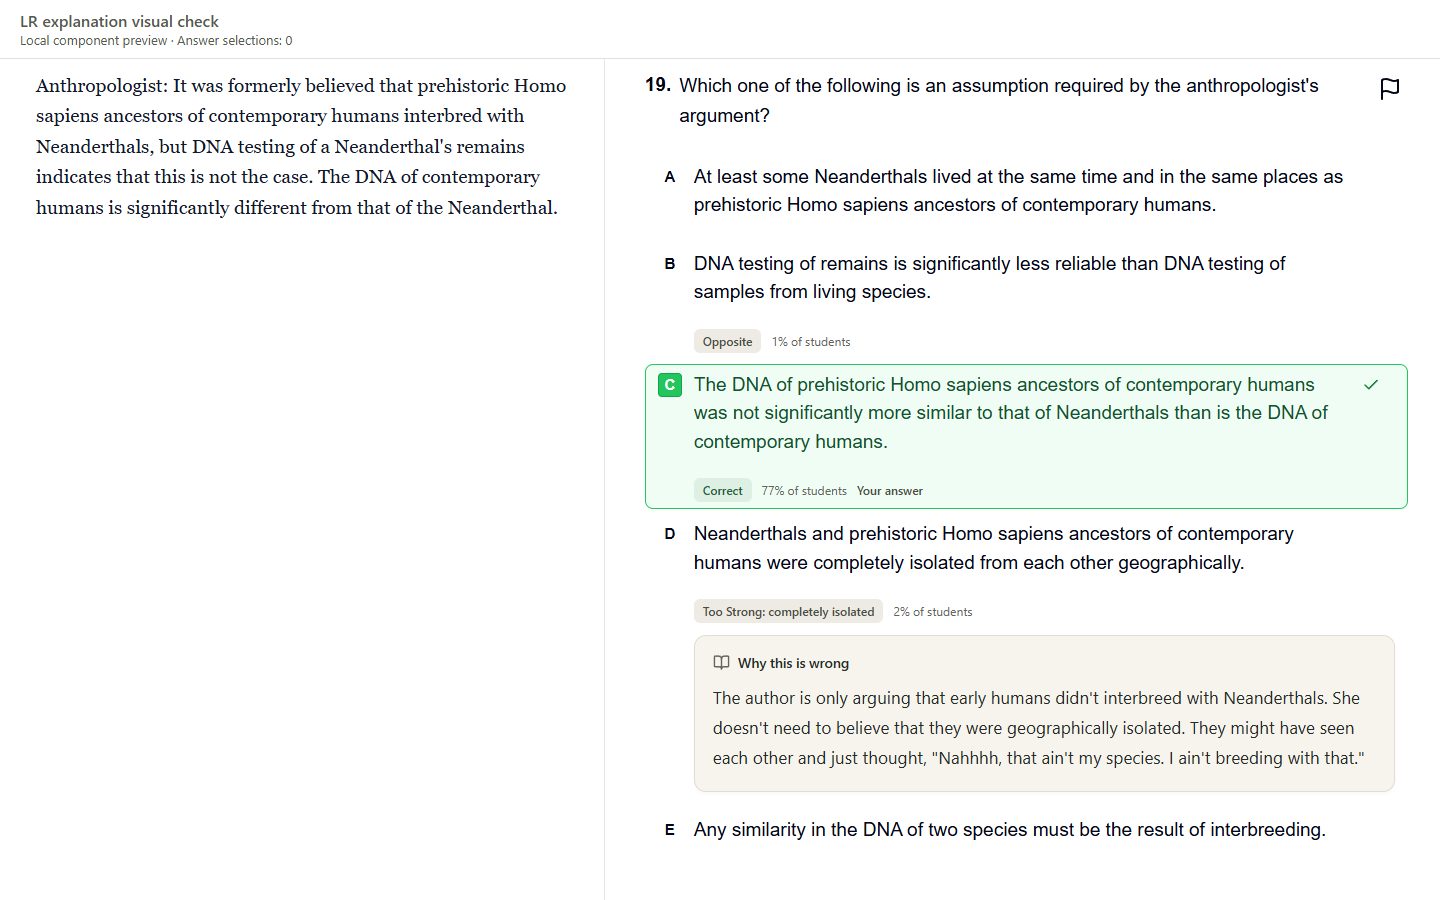 LR explanation visual check
Local component preview · Answer selections: 0
Anthropologist: It was formerly believed that prehistoric Homo
sapiens ancestors of contemporary humans interbred with
Neanderthals, but DNA testing of a Neanderthal's remains
indicates that this is not the case. The DNA of contemporary
humans is significantly different from that of the Neanderthal.
19. Which one of the following is an assumption required by the anthropologist's
argument?
A At least some Neanderthals lived at the same time and in the same places as
prehistoric Homo sapiens ancestors of contemporary humans.
B DNA testing of remains is significantly less reliable than DNA testing of
samples from living species.
Opposite 1% of students
C The DNA of prehistoric Homo sapiens ancestors of contemporary humans
was not significantly more similar to that of Neanderthals than is the DNA of
contemporary humans.
Correct 77% of students Your answer
D Neanderthals and prehistoric Homo sapiens ancestors of contemporary
humans were completely isolated from each other geographically.
Too Strong: completely isolated 2% of students
Why this is wrong
The author is only arguing that early humans didn't interbreed with Neanderthals. She
doesn't need to believe that they were geographically isolated. They might have seen
each other and just thought, "Nahhhh, that ain't my species. I ain't breeding with that."
E Any similarity in the DNA of two species must be the result of interbreeding.